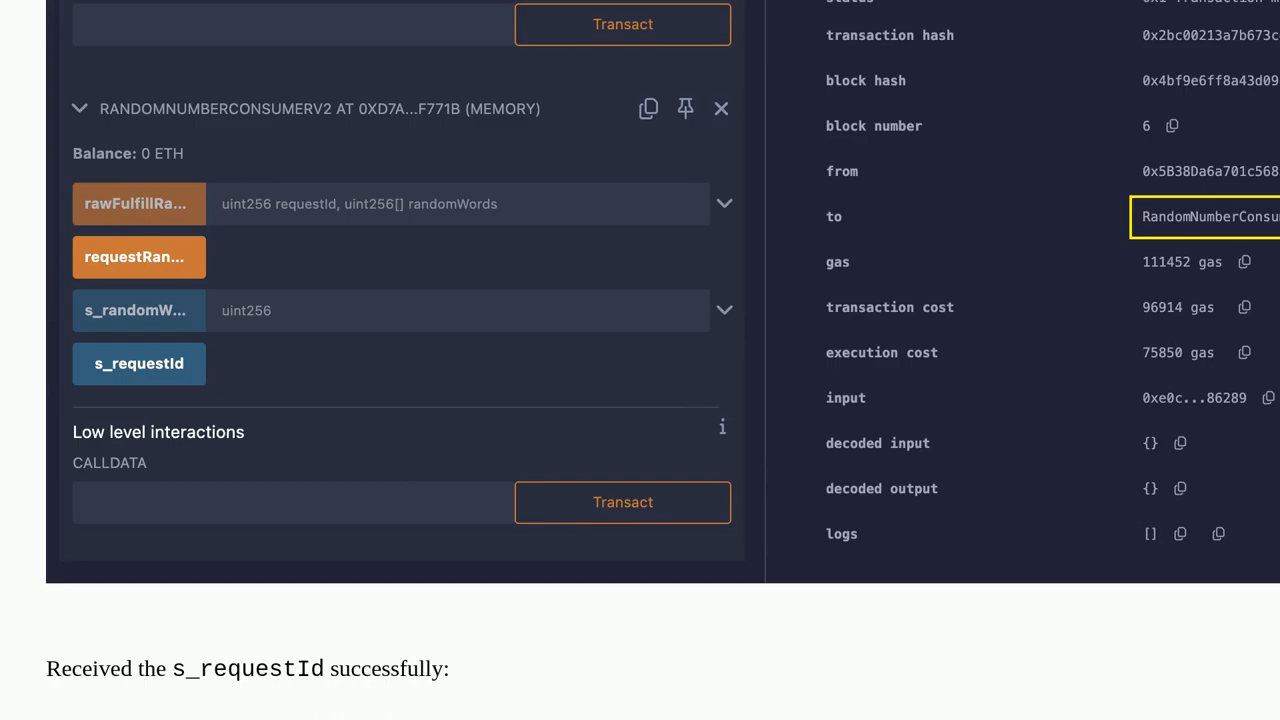 Transact
RANDOMNUMBERCONSUMERV2 AT 0XD7A...F771B (MEMORY)
Balance: 0 ETH
rawFulfillRa... uint256 requestId, uint256[] randomWords
requestRan...
s_randomW... uint256
s_requestId
Low level interactions
CALLDATA
Transact
transaction hash 0x2bc00213a7b673c
block hash 0x4bf9e6ff8a43d09
block number 6
from 0x5B38Da6a701c568
to RandomNumberConsu
gas 111452 gas
transaction cost 96914 gas
execution cost 75850 gas
input 0xe0c...86289
decoded input {}
decoded output {}
logs []
Received the s_requestId successfully: